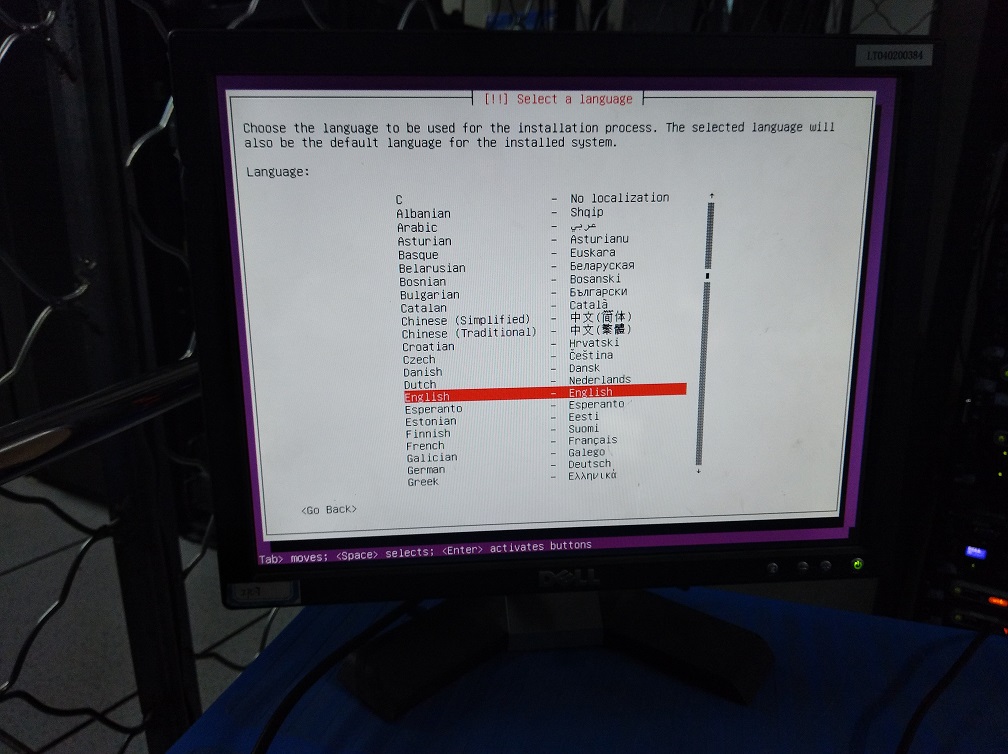 LT040200384
[!!] Select a language
Choose the language to be used for the installation process. The selected language will
also be the default language for the installed system.
Language:
C - No localization
Albanian - Shqip
Arabic - عربي
Asturian - Asturianu
Basque - Euskara
Belarusian - Беларуская
Bosnian - Bosanski
Bulgarian - Български
Catalan - Català
Chinese (Simplified) - 中文(简体)
Chinese (Traditional) - 中文(繁體)
Croatian - Hrvatski
Czech - Čeština
Danish - Dansk
Dutch - Nederlands
English - English
Esperanto - Esperanto
Estonian - Eesti
Finnish - Suomi
French - Français
Galician - Galego
German - Deutsch
Greek - Ελληνικά
<Go Back>
Tab> moves; <Space> selects; <Enter> activates buttons
DELL